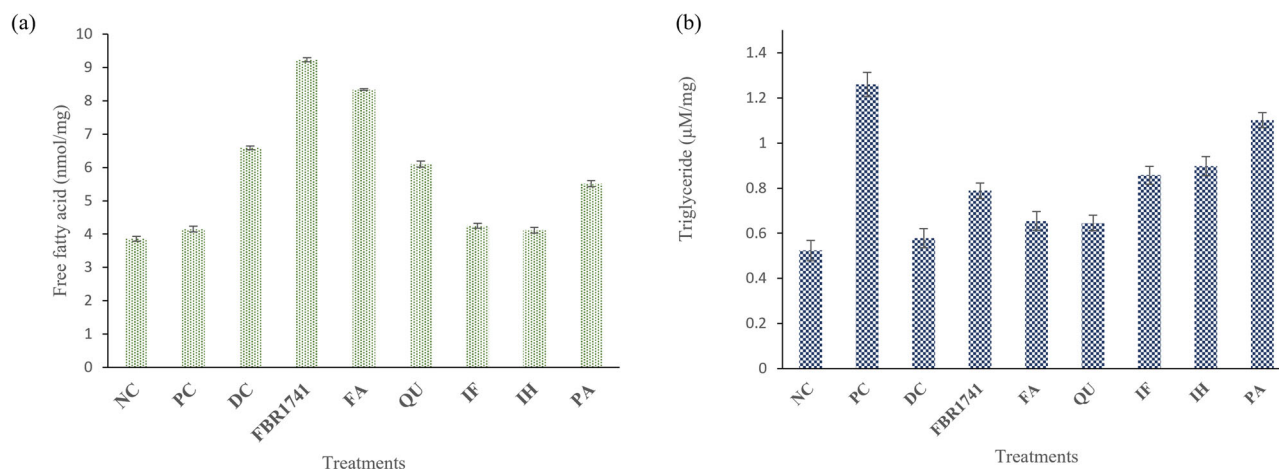 (a)
Free fatty acid (nmol/mg)
10
9
8
7
6
5
4
3
2
1
0
NC
PC
DC
FBR1741
FA
QU
IF
IH
PA
Treatments
(b)
Triglyceride (μM/mg)
1.4
1.2
1
0.8
0.6
0.4
0.2
0
NC
PC
DC
FBR1741
FA
QU
IF
IH
PA
Treatments